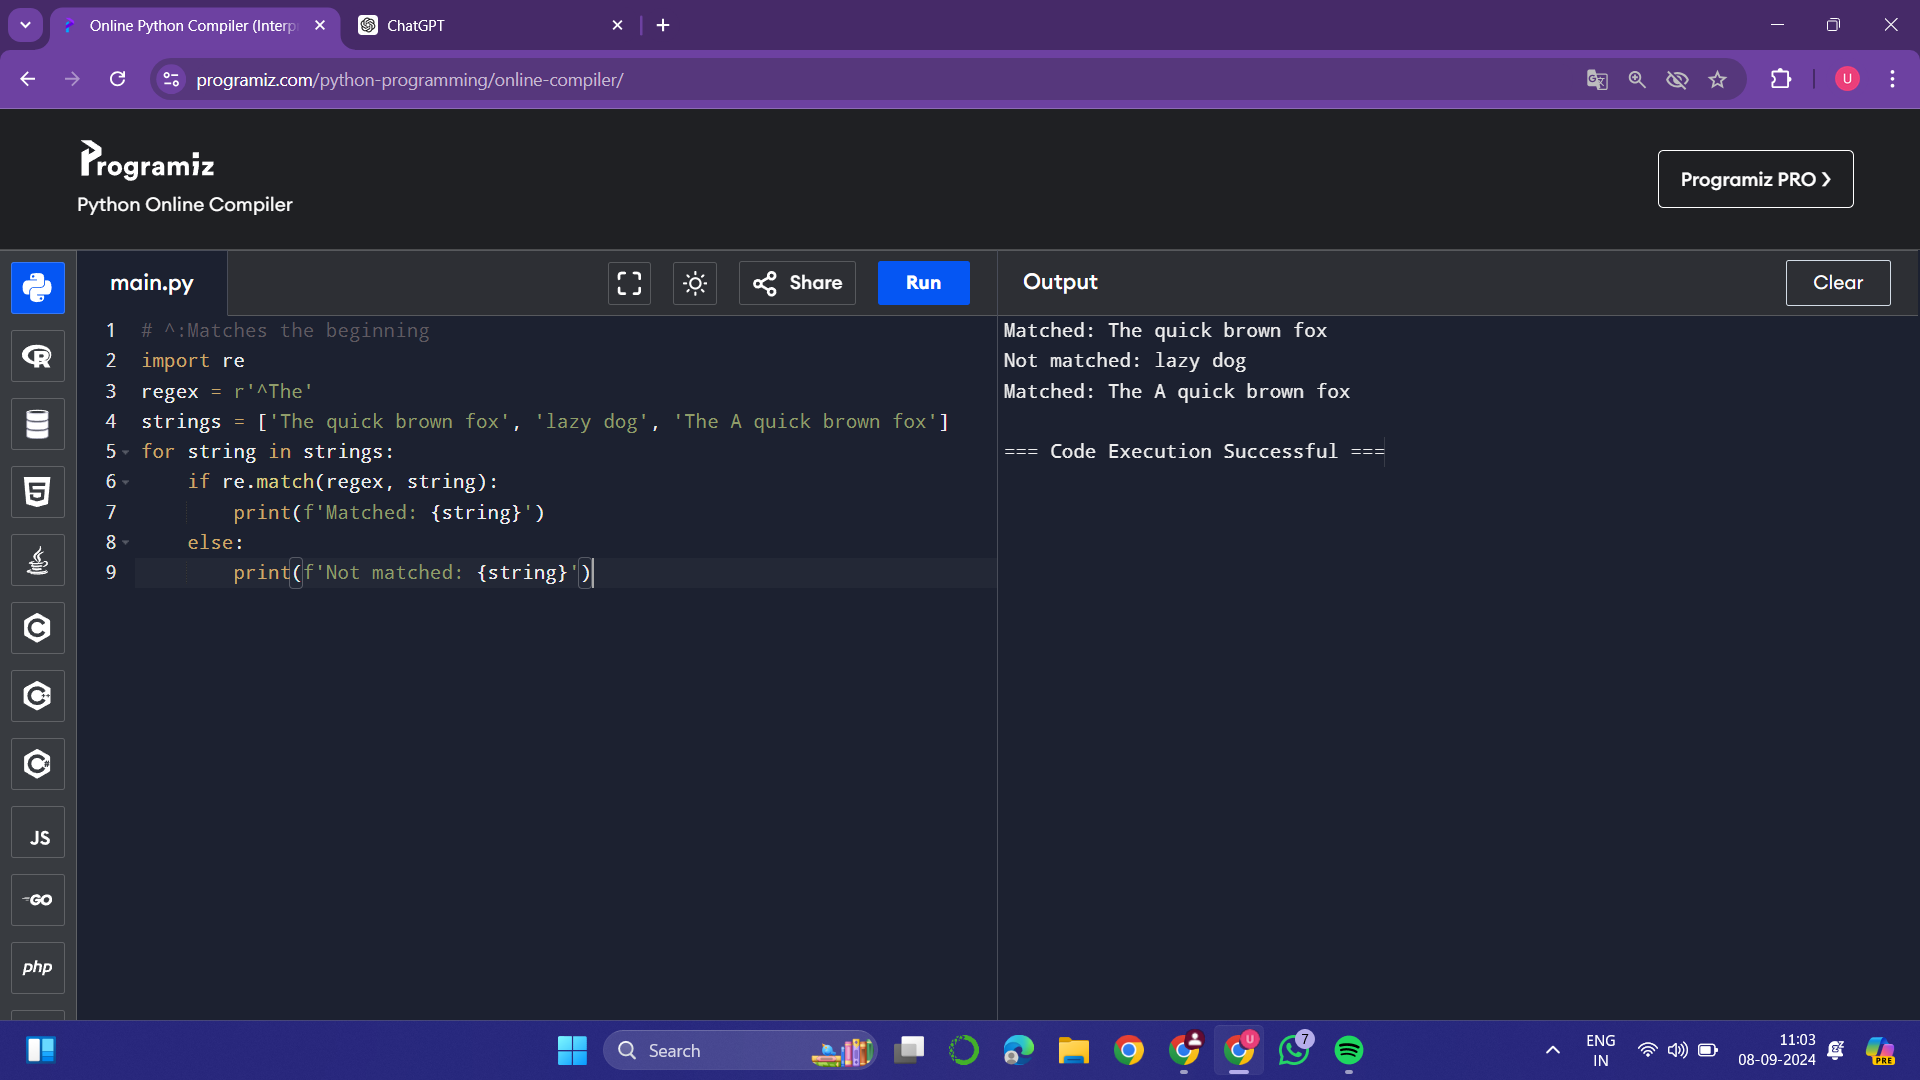 Online Python Compiler (Interp
ChatGPT
programiz.com/python-programming/online-compiler/
U
Programiz
Python Online Compiler
Programiz PRO ❯
main.py
Share
Run
Output
Clear
1 # ^:Matches the beginning
2 import re
3 regex = r'^The'
4 strings = ['The quick brown fox', 'lazy dog', 'The A quick brown fox']
5 for string in strings:
6     if re.match(regex, string):
7         print(f'Matched: {string}')
8     else:
9         print(f'Not matched: {string}')
Matched: The quick brown fox
Not matched: lazy dog
Matched: The A quick brown fox
=== Code Execution Successful ===
R
5
C
C++
C#
JS
GO
php
Search
U
7
ENG
IN
11:03
08-09-2024
PRE